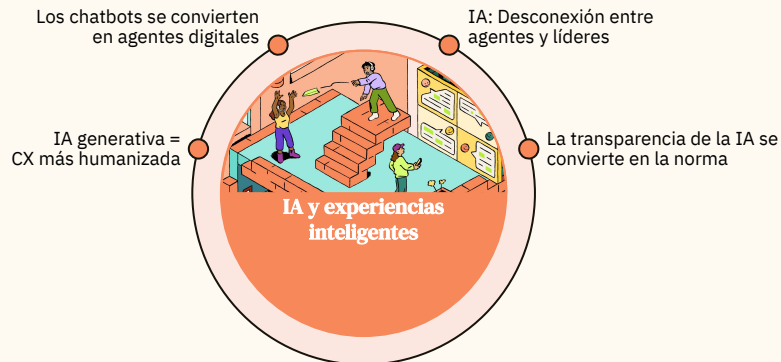 Los chatbots se convierten
en agentes digitales
IA: Desconexión entre
agentes y líderes
IA generativa =
CX más humanizada
La transparencia de la IA se
convierte en la norma
IA y experiencias
inteligentes